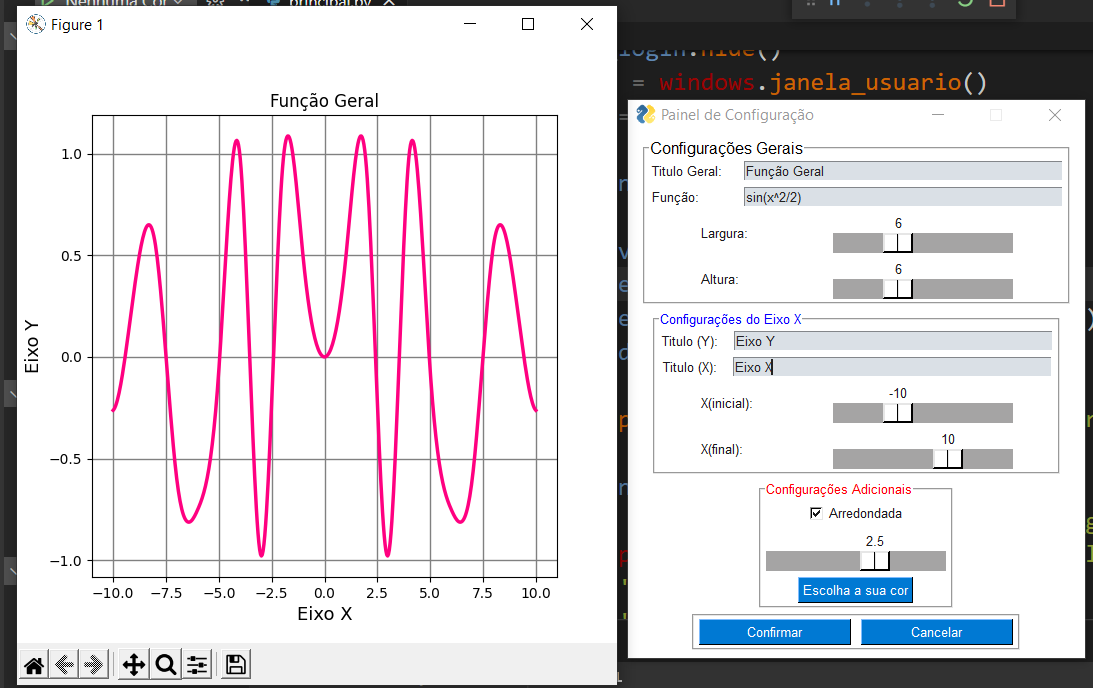 Nenhuma Cor
principal.py
Figure 1
login.hide()
= windows.janela_usuario()
Função Geral
1.0
0.5
0.0
−0.5
−1.0
Eixo Y
−10.0 −7.5 −5.0 −2.5 0.0 2.5 5.0 7.5 10.0
Eixo X
Painel de Configuração
Configurações Gerais
Titulo Geral: Função Geral
Função: sin(x^2/2)
6
Largura:
6
Altura:
Configurações do Eixo X
Titulo (Y): Eixo Y
Titulo (X): Eixo X
-10
X(inicial):
10
X(final):
Configurações Adicionais
Arredondada
2.5
Escolha a sua cor
Confirmar Cancelar